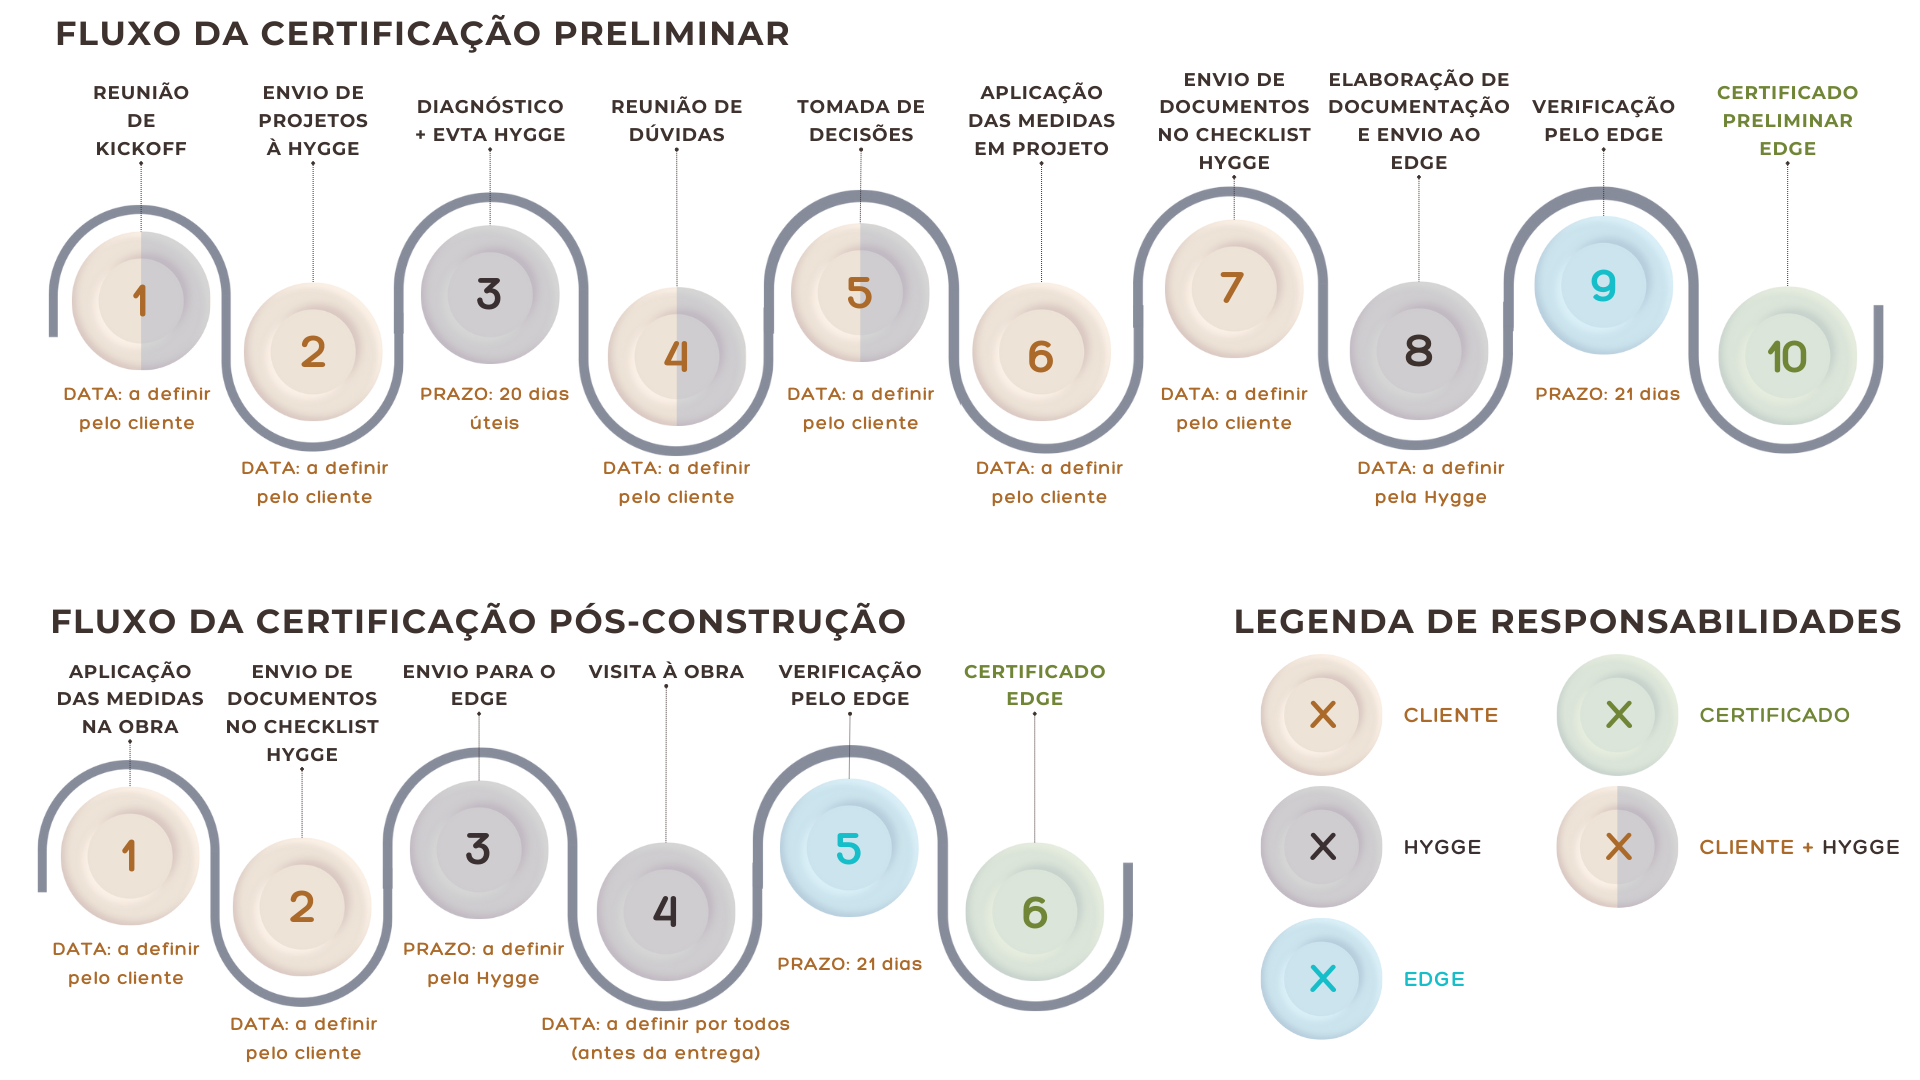 FLUXO DA CERTIFICAÇÃO PRELIMINAR
REUNIÃO
DE
KICKOFF
1
DATA: a definir
pelo cliente
ENVIO DE
PROJETOS
À HYGGE
2
DATA: a definir
pelo cliente
DIAGNÓSTICO
+ EVTA HYGGE
3
PRAZO: 20 dias
úteis
REUNIÃO DE
DÚVIDAS
4
DATA: a definir
pelo cliente
TOMADA DE
DECISÕES
5
DATA: a definir
pelo cliente
APLICAÇÃO
DAS MEDIDAS
EM PROJETO
6
DATA: a definir
pelo cliente
ENVIO DE
DOCUMENTOS
NO CHECKLIST
HYGGE
7
DATA: a definir
pelo cliente
ELABORAÇÃO DE
DOCUMENTAÇÃO
E ENVIO AO
EDGE
8
DATA: a definir
pela Hygge
VERIFICAÇÃO
PELO EDGE
9
PRAZO: 21 dias
CERTIFICADO
PRELIMINAR
EDGE
10
FLUXO DA CERTIFICAÇÃO PÓS-CONSTRUÇÃO
APLICAÇÃO
DAS MEDIDAS
NA OBRA
1
DATA: a definir
pelo cliente
ENVIO DE
DOCUMENTOS
NO CHECKLIST
HYGGE
2
DATA: a definir
pelo cliente
ENVIO PARA O
EDGE
3
PRAZO: a definir
pela Hygge
VISITA À OBRA
4
DATA: a definir por todos
(antes da entrega)
VERIFICAÇÃO
PELO EDGE
5
PRAZO: 21 dias
CERTIFICADO
EDGE
6
LEGENDA DE RESPONSABILIDADES
X CLIENTE
X HYGGE
X EDGE
X CERTIFICADO
X CLIENTE + HYGGE